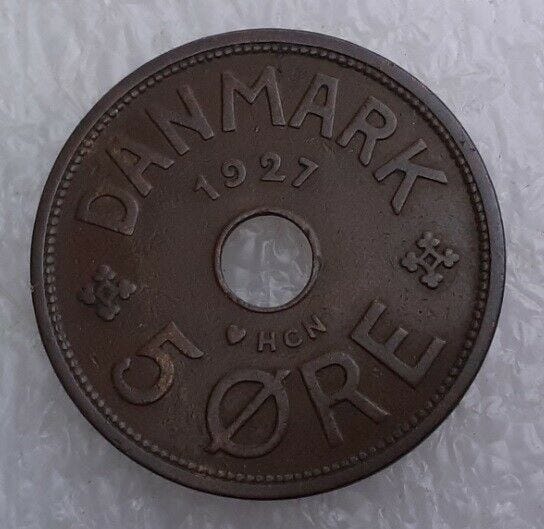 DANMARK
1927
♥ HCN
5 ØRE